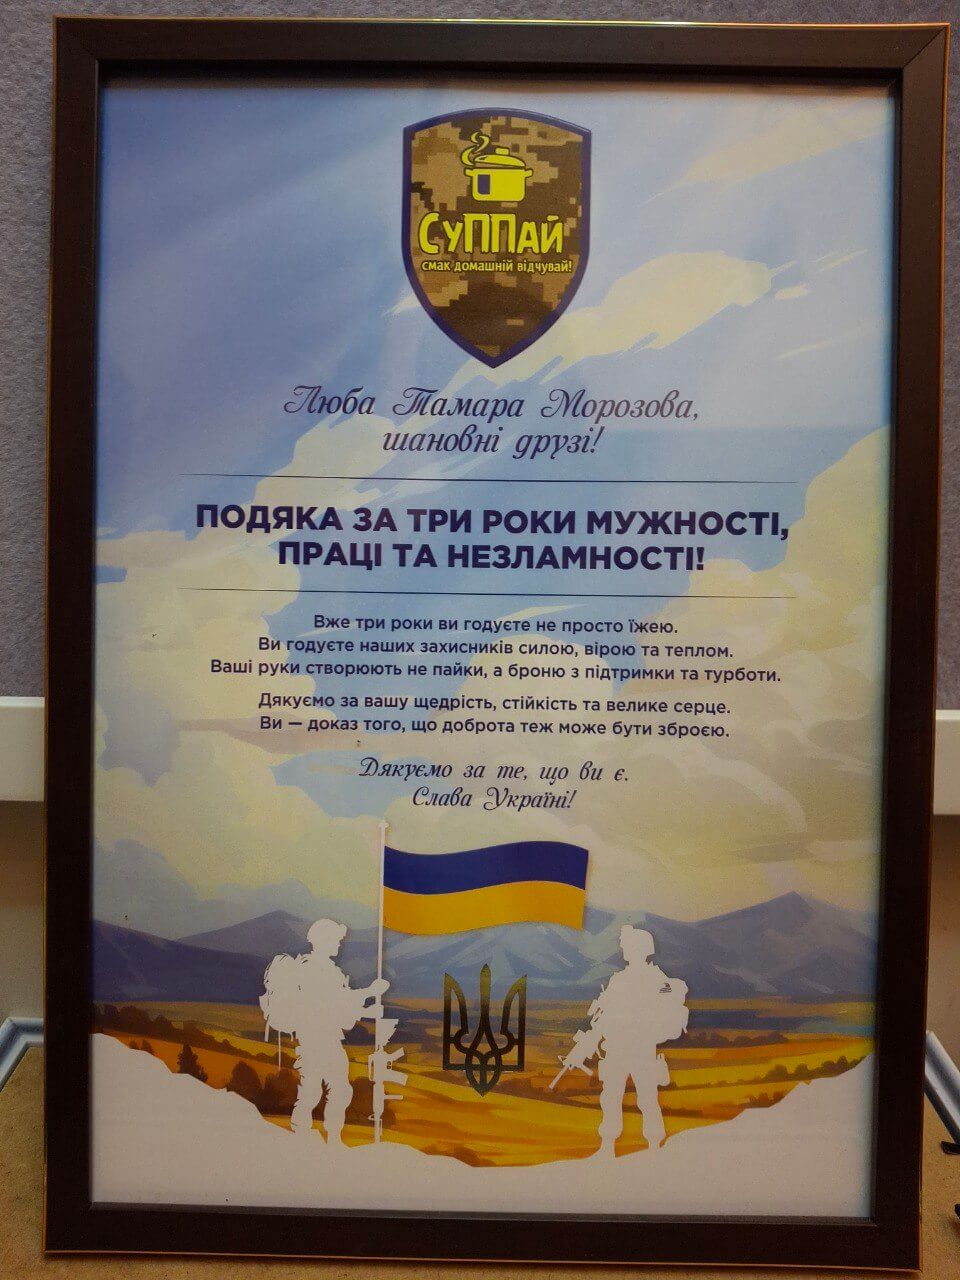 СуППай
смак домашній відчувай!
Люба Тамара Морозова,
шановні друзі!
ПОДЯКА ЗА ТРИ РОКИ МУЖНОСТІ,
ПРАЦІ ТА НЕЗЛАМНОСТІ!
Вже три роки ви годуєте не просто їжею.
Ви годуєте наших захисників силою, вірою та теплом.
Ваші руки створюють не пайки, а броню з підтримки та турботи.
Дякуємо за вашу щедрість, стійкість та велике серце.
Ви — доказ того, що доброта теж може бути зброєю.
Дякуємо за те, що ви є.
Слава Україні!